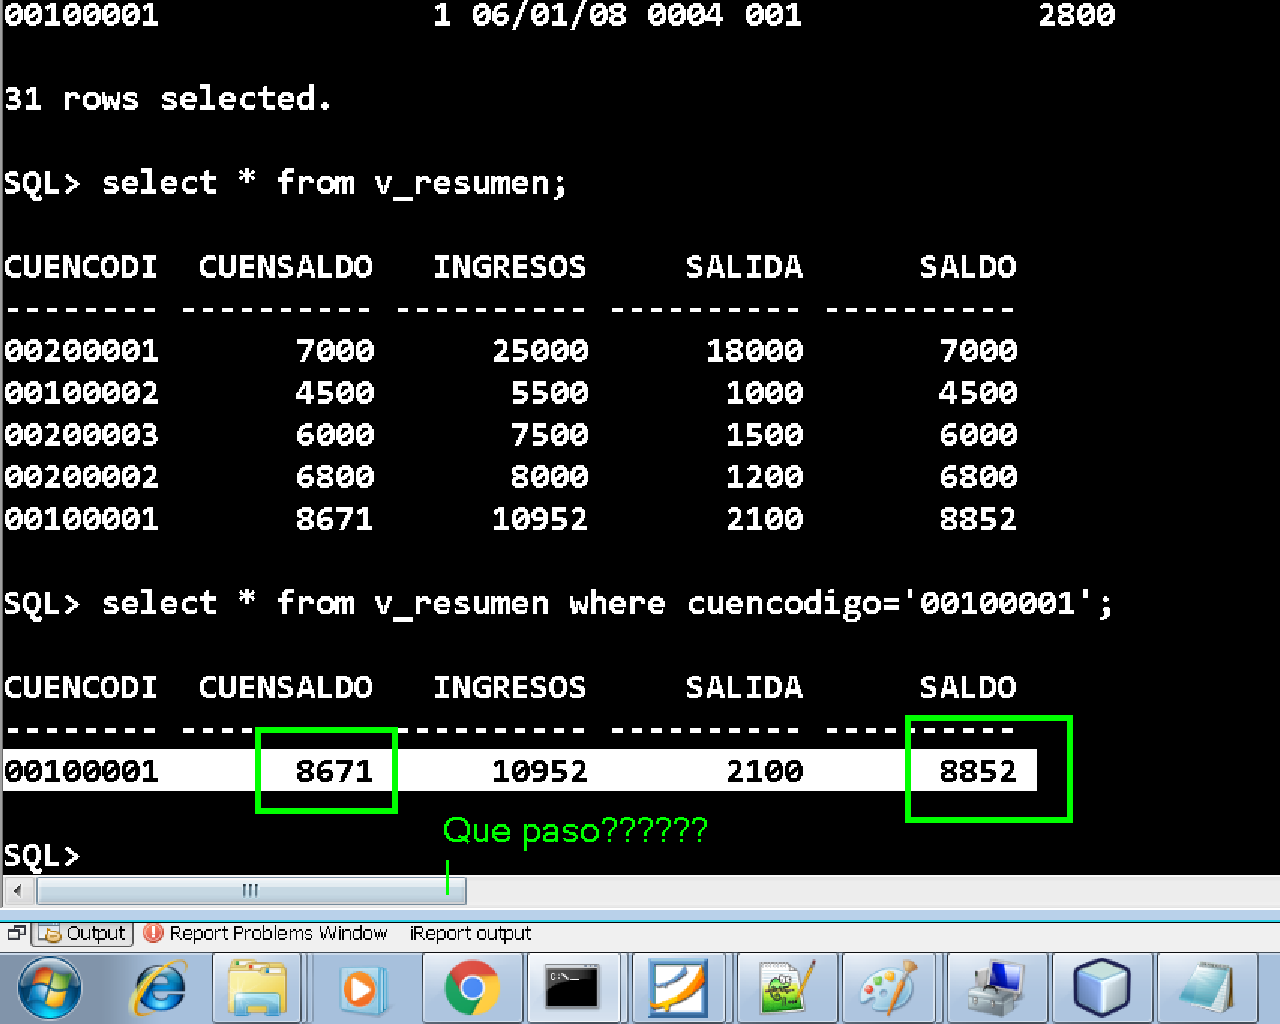 00100001 1 06/01/08 0004 001 2800
31 rows selected.
SQL> select * from v_resumen;
CUENCODI CUENSALDO INGRESOS SALIDA SALDO
-------- ---------- ---------- ---------- ----------
00200001 7000 25000 18000 7000
00100002 4500 5500 1000 4500
00200003 6000 7500 1500 6000
00200002 6800 8000 1200 6800
00100001 8671 10952 2100 8852
SQL> select * from v_resumen where cuencodigo='00100001';
CUENCODI CUENSALDO INGRESOS SALIDA SALDO
-------- ---------- ---------- ---------- ----------
00100001 8671 10952 2100 8852
Que paso??????
SQL>
Output Report Problems Window iReport output
C:\_